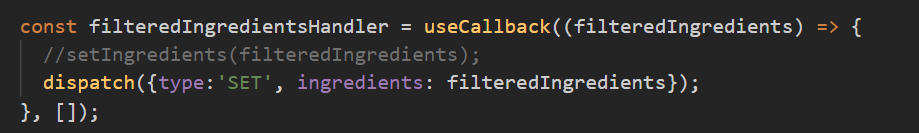 const filteredIngredientsHandler = useCallback((filteredIngredients) => {
//setIngredients(filteredIngredients);
dispatch({type:'SET', ingredients: filteredIngredients});
}, []);